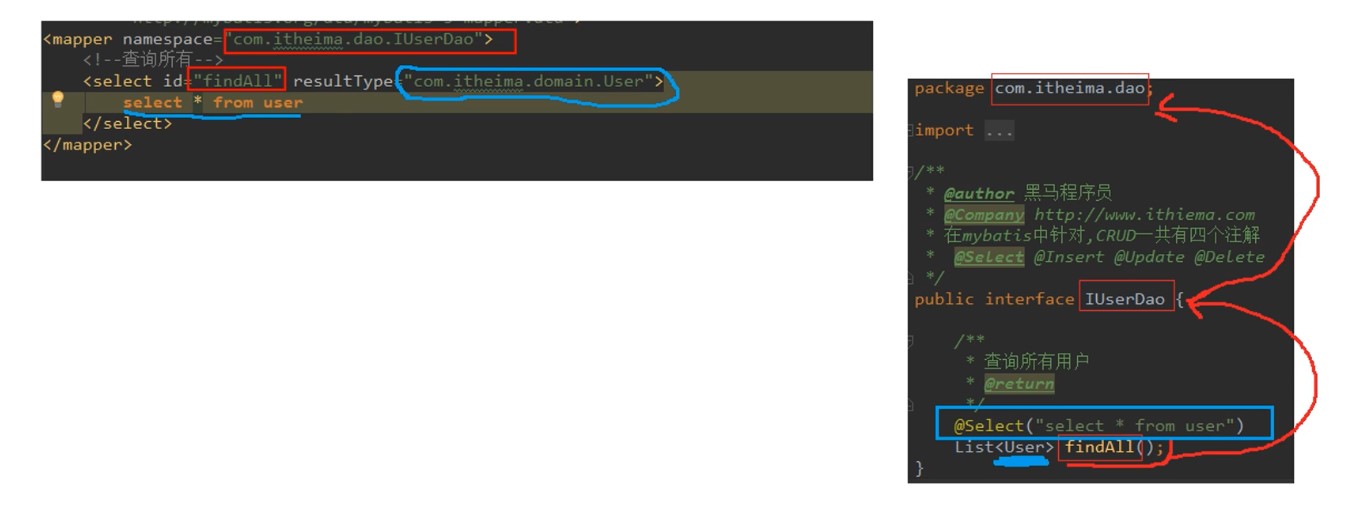 <mapper namespace="com.itheima.dao.IUserDao">
<!--查询所有-->
<select id="findAll" resultType="com.itheima.domain.User">
select * from user
</select>
</mapper>
package com.itheima.dao;
import ...
/**
* @author 黑马程序员
* @Company http://www.ithiema.com
* 在mybatis中针对,CRUD一共有四个注解
* @Select @Insert @Update @Delete
*/
public interface IUserDao {
/**
* 查询所有用户
* @return
*/
@Select("select * from user")
List<User> findAll();
}